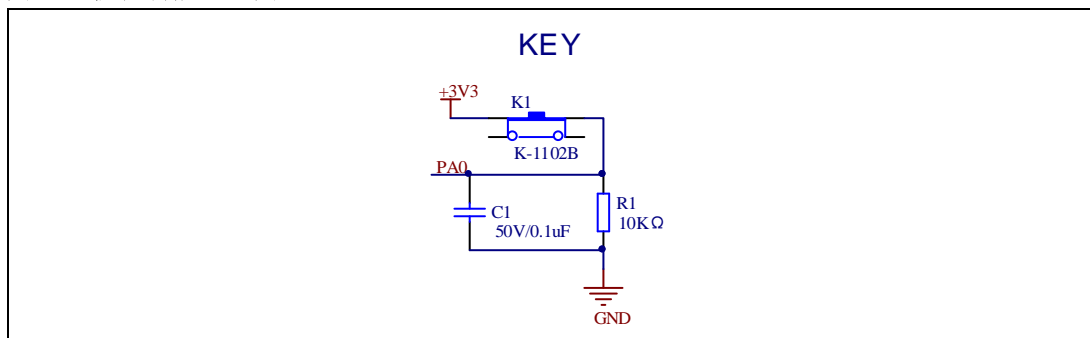 KEY
+3V3
K1
K-1102B
PA0
C1
50V/0.1uF
R1
10KΩ
GND